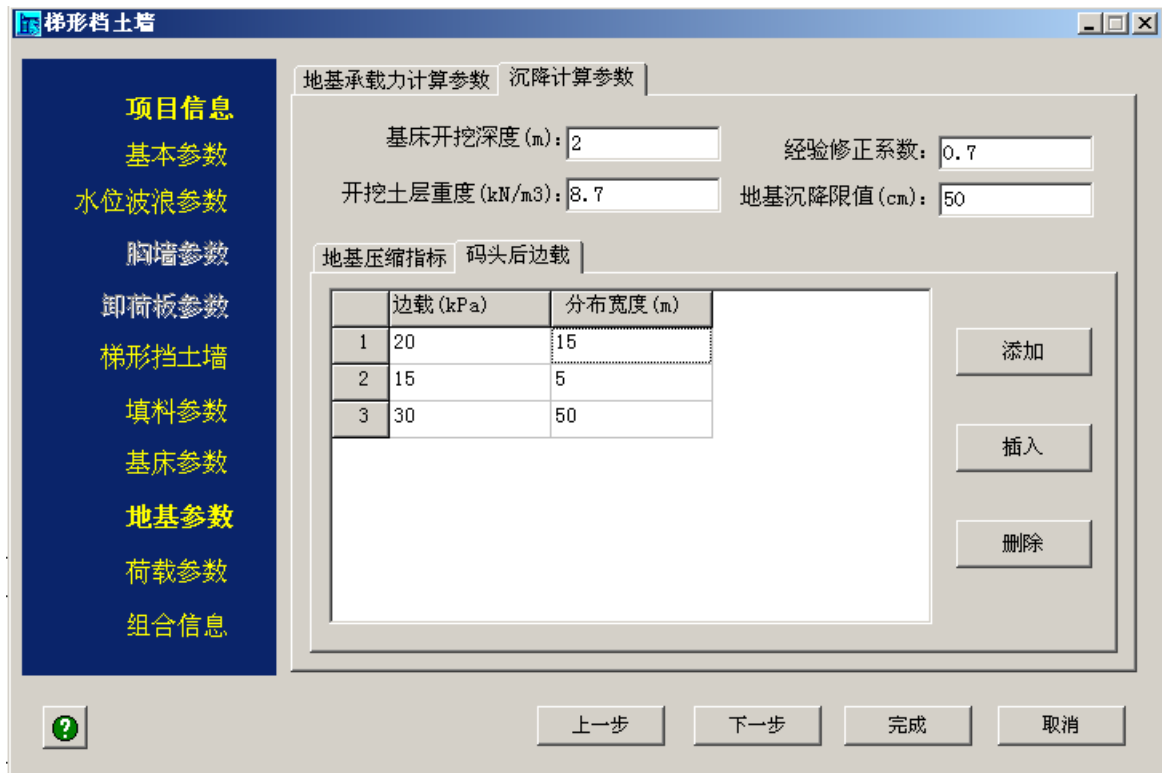 梯形档土墙
项目信息
基本参数
水位波浪参数
胸墙参数
卸荷板参数
梯形挡土墙
填料参数
基床参数
地基参数
荷载参数
组合信息
地基承载力计算参数 沉降计算参数
基床开挖深度(m): 2 经验修正系数: 0.7
开挖土层重度(kN/m3): 8.7 地基沉降限值(cm): 50
地基压缩指标 码头后边载
边载(kPa) 分布宽度(m)
1 20 15
2 15 5
3 30 50
添加
插入
删除
? 上一步 下一步 完成 取消